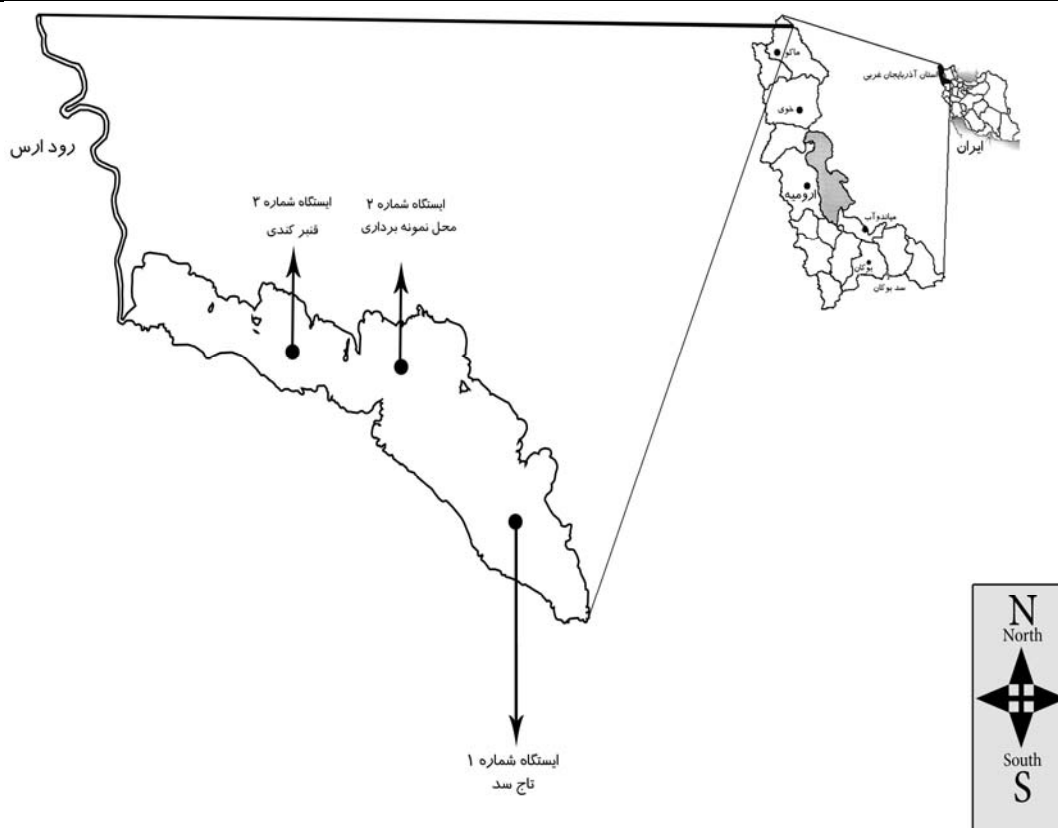 رود ارس
ایستگاه شماره ۳
قنبر کندی
ایستگاه شماره ۲
محل نمونه برداری
ایستگاه شماره ۱
تاج سد
ماکو
خوی
ارومیه
میاندوآب
بوکان
سد بوکان
استان آذربایجان غربی
ایران
N
North
South
S